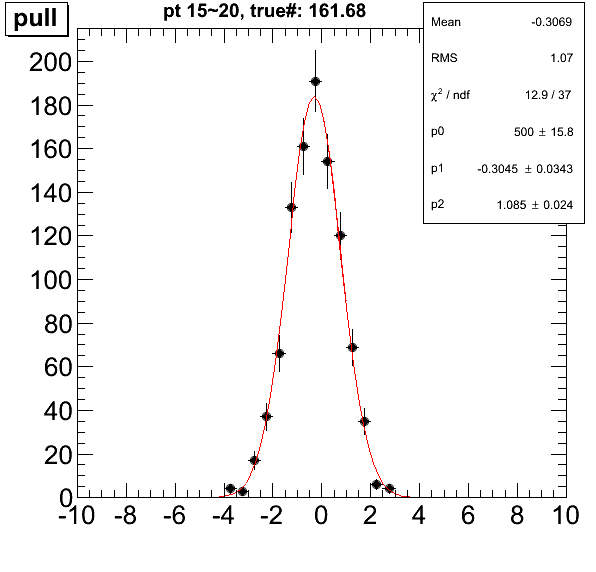 pull
pt 15~20, true#: 161.68
Mean -0.3069
RMS 1.07
χ² / ndf 12.9 / 37
p0 500 ± 15.8
p1 -0.3045 ± 0.0343
p2 1.085 ± 0.024
200
180
160
140
120
100
80
60
40
20
0
-10 -8 -6 -4 -2 0 2 4 6 8 10